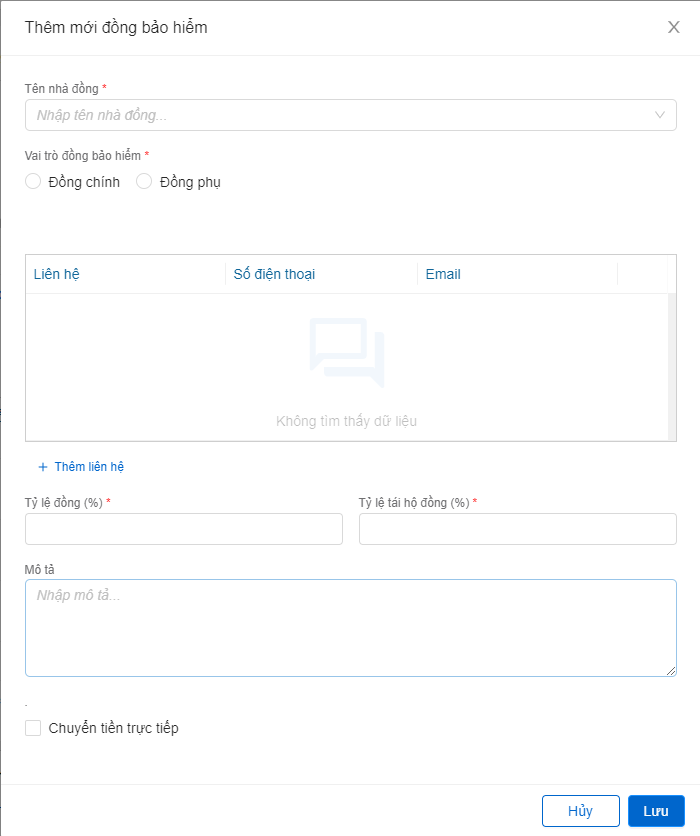 Thêm mới đồng bảo hiểm
Tên nhà đồng *
Nhập tên nhà đồng...
Vai trò đồng bảo hiểm *
Đồng chính Đồng phụ
Liên hệ Số điện thoại Email
Không tìm thấy dữ liệu
+ Thêm liên hệ
Tỷ lệ đồng (%) * Tỷ lệ tái hộ đồng (%) *
Mô tả
Nhập mô tả...
.
Chuyển tiền trực tiếp
Hủy Lưu